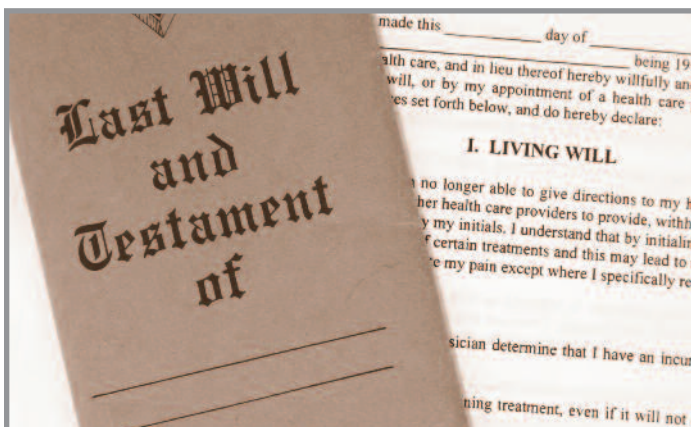 Last Will
and
Testament
of
made this day of
being 19
alth care, and in lieu thereof hereby willfully and
will, or by my appointment of a health care
res set forth below, and do hereby declare:
I. LIVING WILL
no longer able to give directions to my h
her health care providers to provide, withh
y my initials. I understand that by initialin
f certain treatments and this may lead to
re my pain except where I specifically re
sician determine that I have an incur
ning treatment, even if it will not